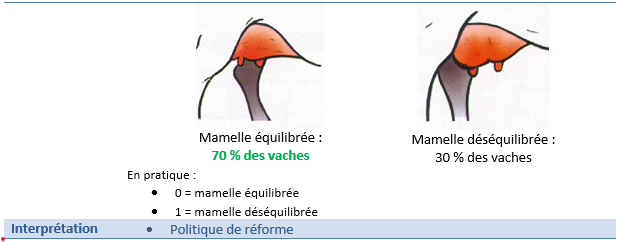 Mamelle équilibrée :
70 % des vaches
Mamelle déséquilibrée :
30 % des vaches
En pratique :
• 0 = mamelle équilibrée
• 1 = mamelle déséquilibrée
Interprétation • Politique de réforme